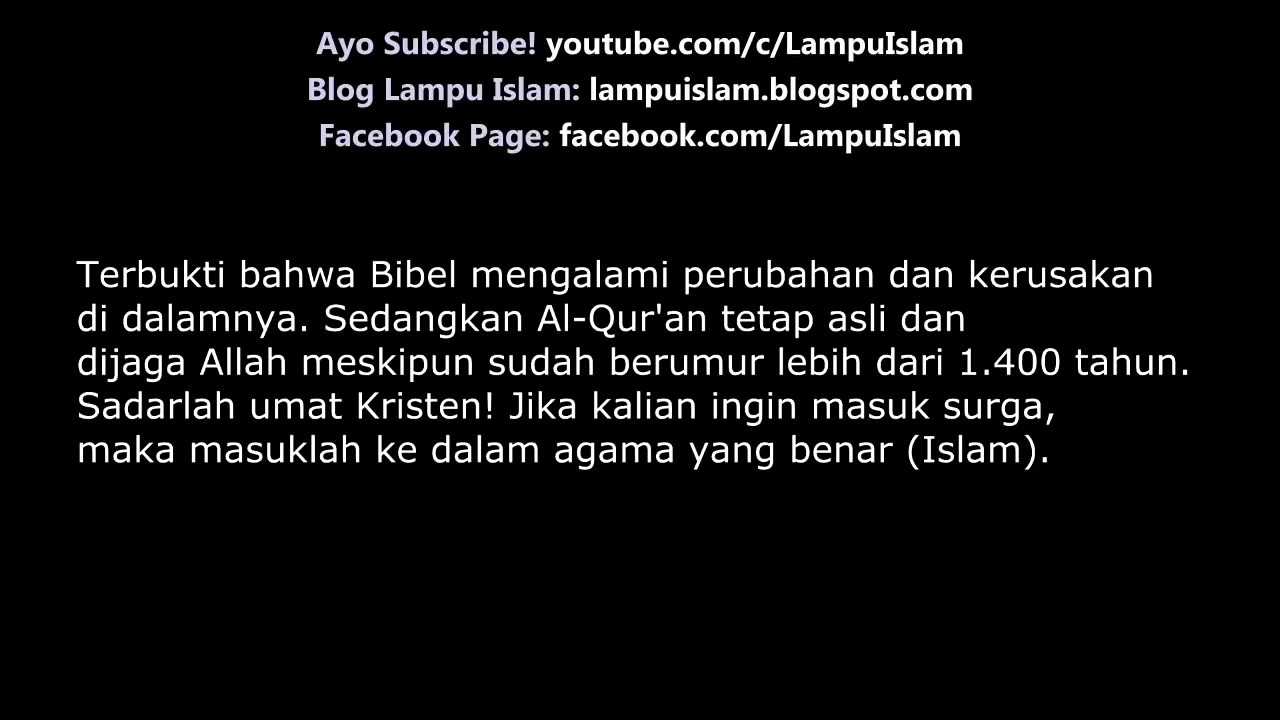 Ayo Subscribe! youtube.com/c/LampuIslam
Blog Lampu Islam: lampuislam.blogspot.com
Facebook Page: facebook.com/LampuIslam
Terbukti bahwa Bibel mengalami perubahan dan kerusakan
di dalamnya. Sedangkan Al-Qur'an tetap asli dan
dijaga Allah meskipun sudah berumur lebih dari 1.400 tahun.
Sadarlah umat Kristen! Jika kalian ingin masuk surga,
maka masuklah ke dalam agama yang benar (Islam).